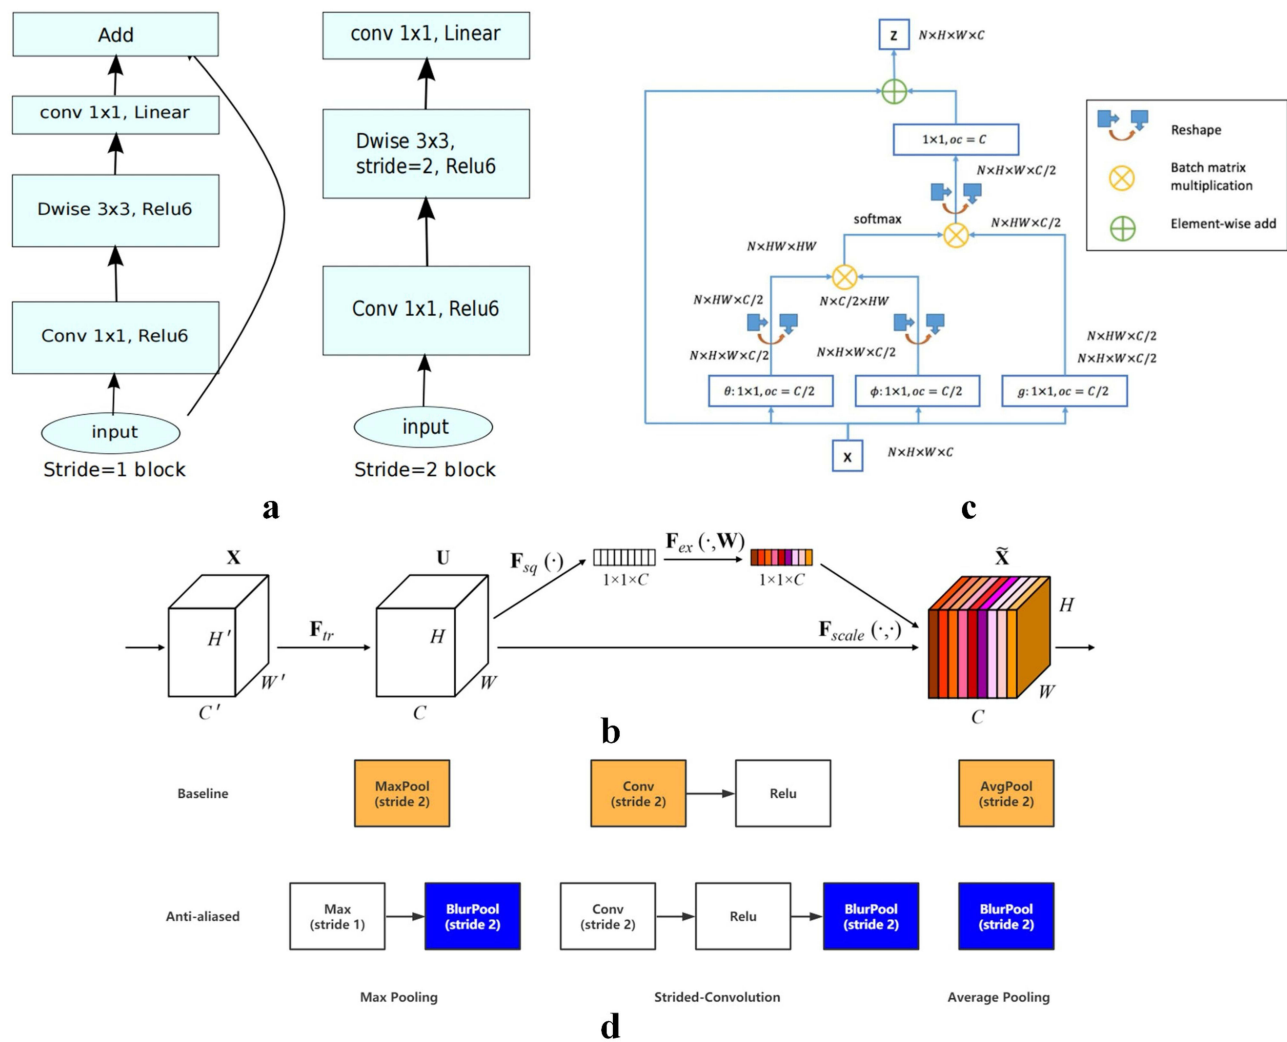 Add
conv 1x1, Linear
Dwise 3x3, Relu6
Conv 1x1, Relu6
input
Stride=1 block
conv 1x1, Linear
Dwise 3x3,
stride=2, Relu6
Conv 1x1, Relu6
input
Stride=2 block
a
Z
N×H×W×C
1×1, oc = C
N×H×W×C/2
softmax
N×HW×C/2
N×HW×HW
N×HW×C/2
N×C/2×HW
N×HW×C/2
N×H×W×C/2
N×H×W×C/2
N×H×W×C/2
θ: 1×1, oc = C/2
ϕ: 1×1, oc = C/2
g: 1×1, oc = C/2
X
N×H×W×C
Reshape
Batch matrix
multiplication
Element-wise add
c
X
H′
W′
C′
F_tr
U
H
W
C
F_sq (·)
1×1×C
F_ex (·,W)
1×1×C
F_scale (·,·)
X̃
H
W
C
b
Baseline
MaxPool
(stride 2)
Conv
(stride 2)
Relu
AvgPool
(stride 2)
Anti-aliased
Max
(stride 1)
BlurPool
(stride 2)
Conv
(stride 2)
Relu
BlurPool
(stride 2)
BlurPool
(stride 2)
Max Pooling
Strided-Convolution
Average Pooling
d